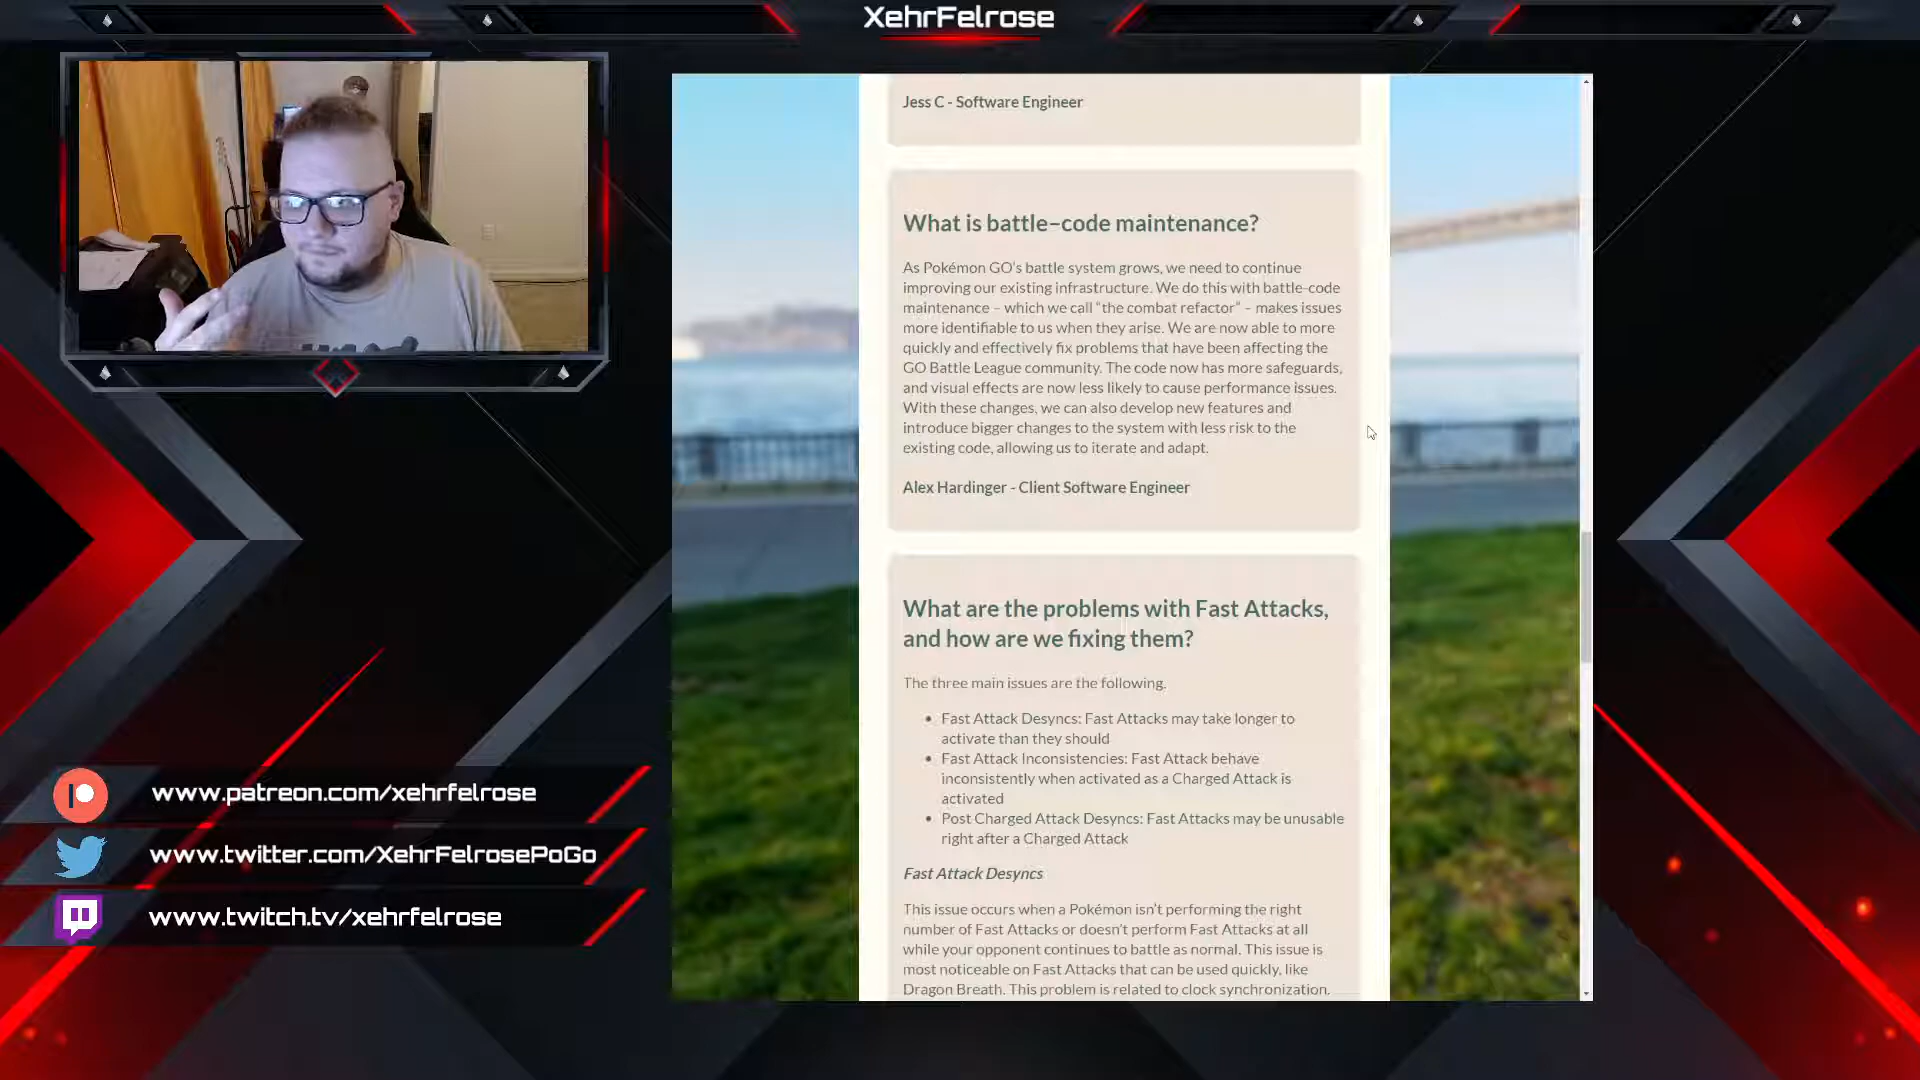 XehrFelrose
Jess C - Software Engineer
What is battle–code maintenance?
As Pokémon GO's battle system grows, we need to continue
improving our existing infrastructure. We do this with battle-code
maintenance – which we call “the combat refactor” – makes issues
more identifiable to us when they arise. We are now able to more
quickly and effectively fix problems that have been affecting the
GO Battle League community. The code now has more safeguards,
and visual effects are now less likely to cause performance issues.
With these changes, we can also develop new features and
introduce bigger changes to the system with less risk to the
existing code, allowing us to iterate and adapt.
Alex Hardinger - Client Software Engineer
What are the problems with Fast Attacks,
and how are we fixing them?
The three main issues are the following.
• Fast Attack Desyncs: Fast Attacks may take longer to
activate than they should
• Fast Attack Inconsistencies: Fast Attack behave
inconsistently when activated as a Charged Attack is
activated
• Post Charged Attack Desyncs: Fast Attacks may be unusable
right after a Charged Attack
Fast Attack Desyncs
This issue occurs when a Pokémon isn't performing the right
number of Fast Attacks or doesn't perform Fast Attacks at all
while your opponent continues to battle as normal. This issue is
most noticeable on Fast Attacks that can be used quickly, like
Dragon Breath. This problem is related to clock synchronization.
www.patreon.com/xehrfelrose
www.twitter.com/XehrFelrosePoGo
www.twitch.tv/xehrfelrose